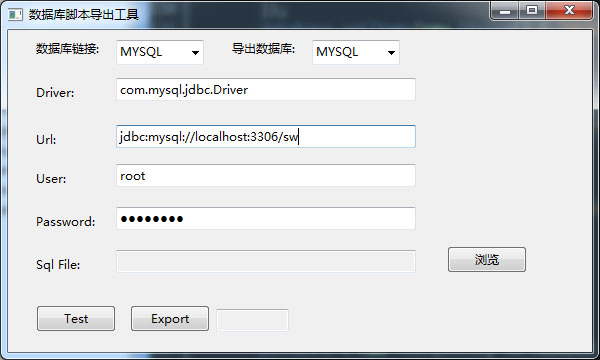 数据库脚本导出工具
数据库链接: MYSQL 导出数据库: MYSQL
Driver: com.mysql.jdbc.Driver
Url: jdbc:mysql://localhost:3306/sw
User: root
Password: ●●●●●●●●
Sql File: 浏览
Test Export